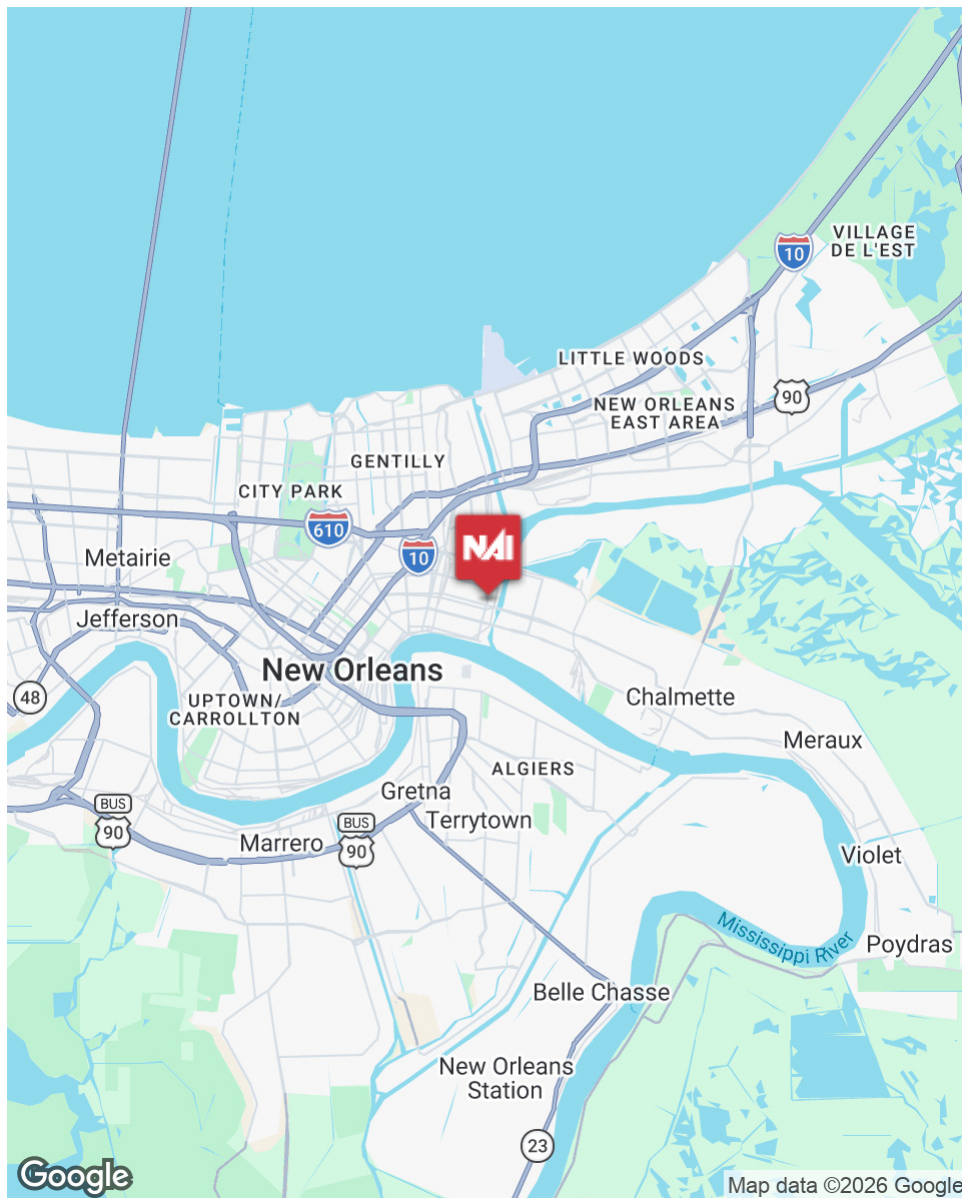 VILLAGE
DE L'EST
10
LITTLE WOODS
90
NEW ORLEANS
EAST AREA
GENTILLY
CITY PARK
610
NAI
10
Metairie
Jefferson
New Orleans
48
UPTOWN/
CARROLLTON
Chalmette
Meraux
ALGIERS
Gretna
BUS
90
Terrytown
BUS
90
Marrero
Violet
Mississippi River
Poydras
Belle Chasse
New Orleans
Station
23
Google
Map data ©2026 Google